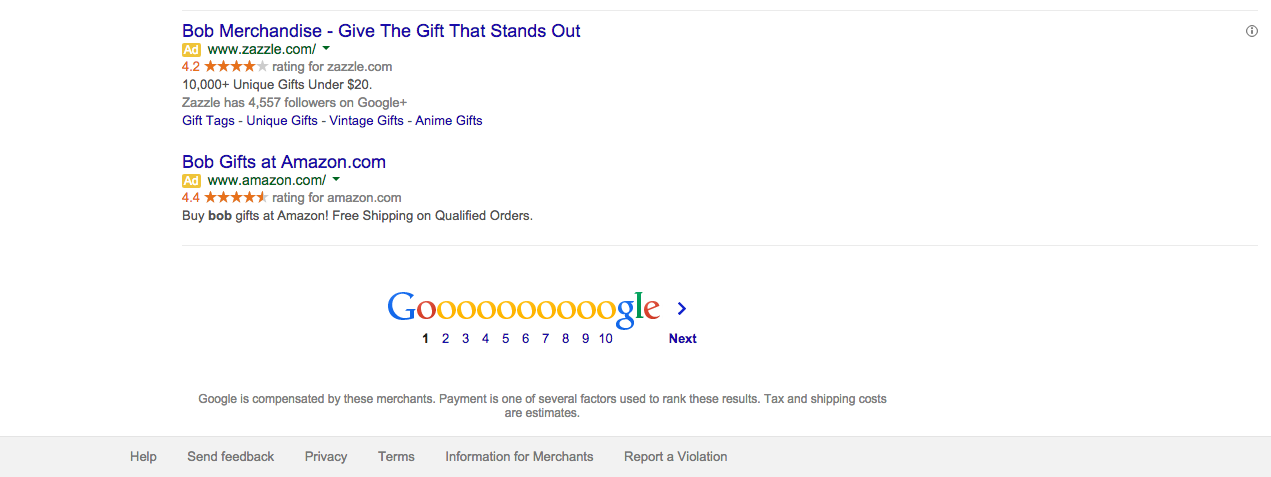 Bob Merchandise - Give The Gift That Stands Out
Ad www.zazzle.com/
4.2 rating for zazzle.com
10,000+ Unique Gifts Under $20.
Zazzle has 4,557 followers on Google+
Gift Tags - Unique Gifts - Vintage Gifts - Anime Gifts
Bob Gifts at Amazon.com
Ad www.amazon.com/
4.4 rating for amazon.com
Buy bob gifts at Amazon! Free Shipping on Qualified Orders.
Goooooooooogle >
1 2 3 4 5 6 7 8 9 10 Next
Google is compensated by these merchants. Payment is one of several factors used to rank these results. Tax and shipping costs
are estimates.
Help Send feedback Privacy Terms Information for Merchants Report a Violation